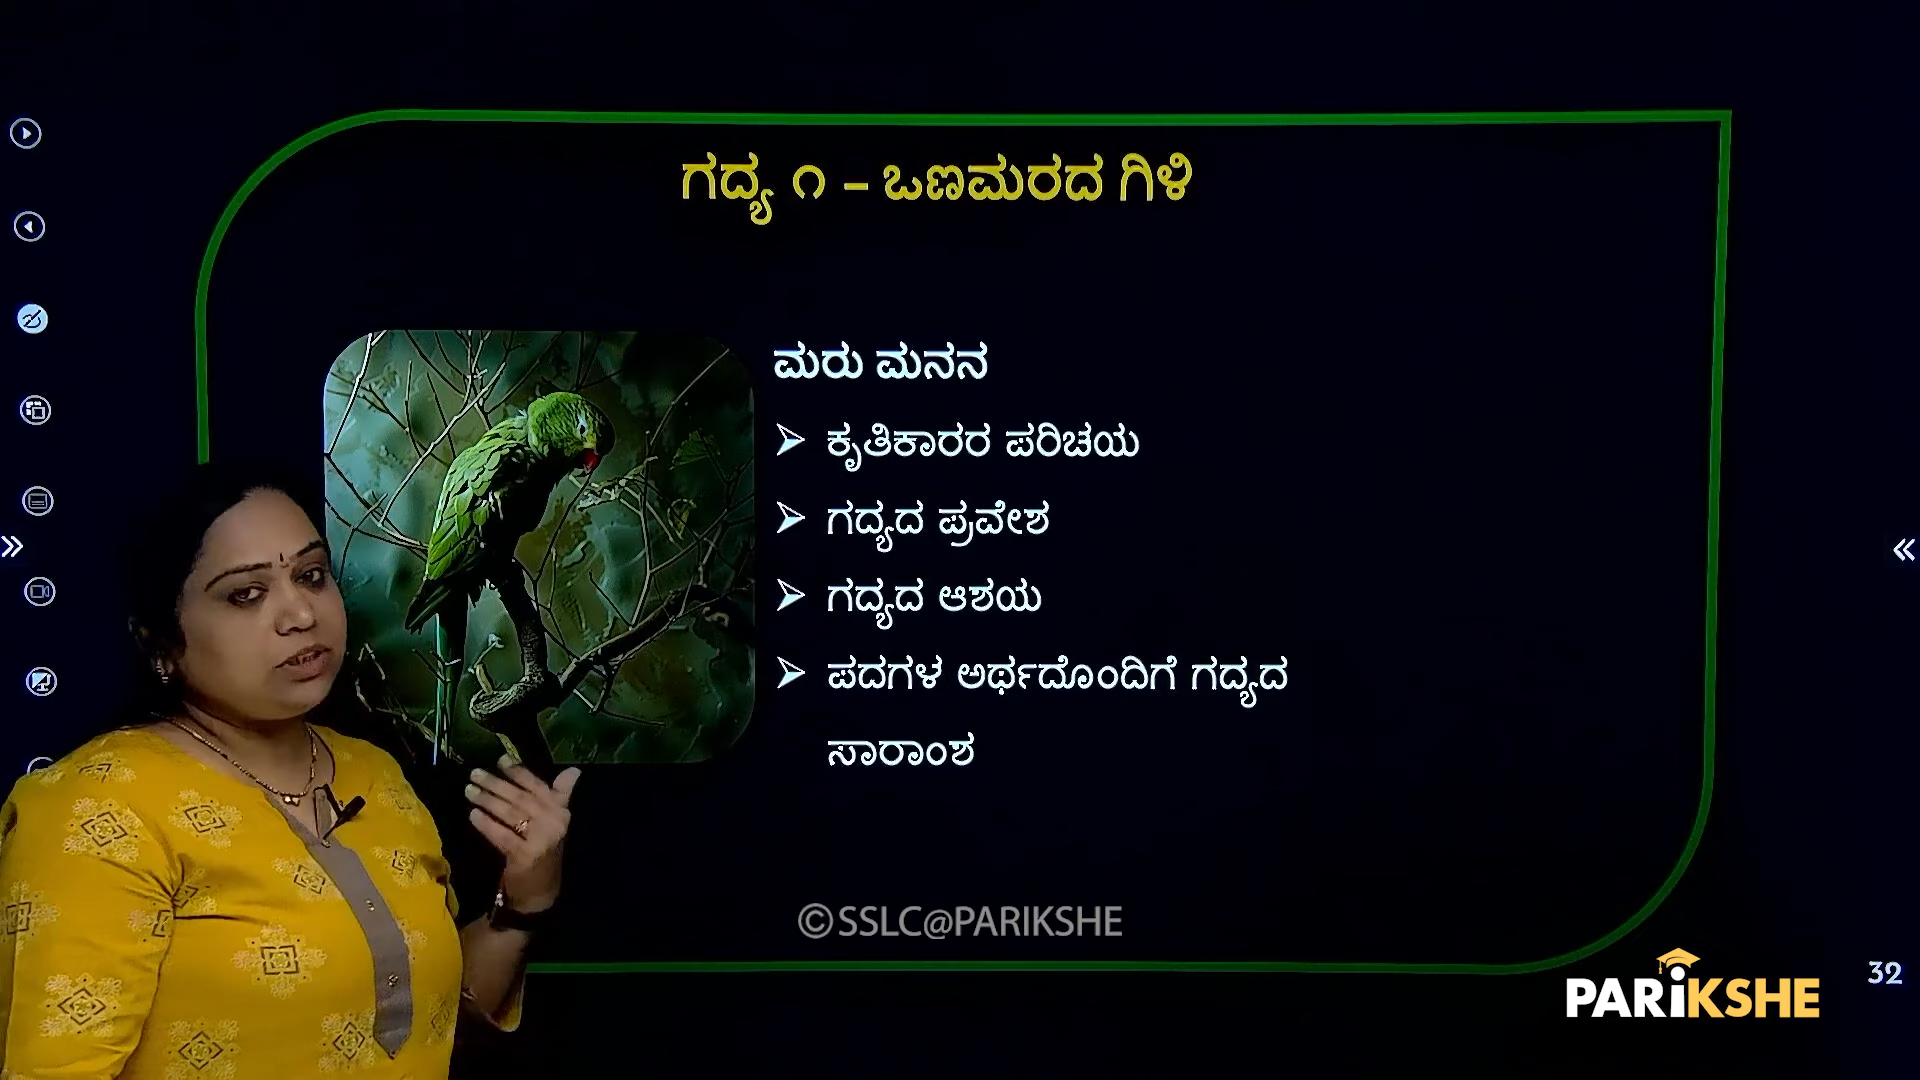 ಗದ್ಯ ೧ – ಒಣಮರದ ಗಿಳಿ
ಮರು ಮನನ
➢ ಕೃತಿಕಾರರ ಪರಿಚಯ
➢ ಗದ್ಯದ ಪ್ರವೇಶ
➢ ಗದ್ಯದ ಆಶಯ
➢ ಪದಗಳ ಅರ್ಥದೊಂದಿಗೆ ಗದ್ಯದ
ಸಾರಾಂಶ
©SSLC@PARIKSHE
PARiKSHE
32